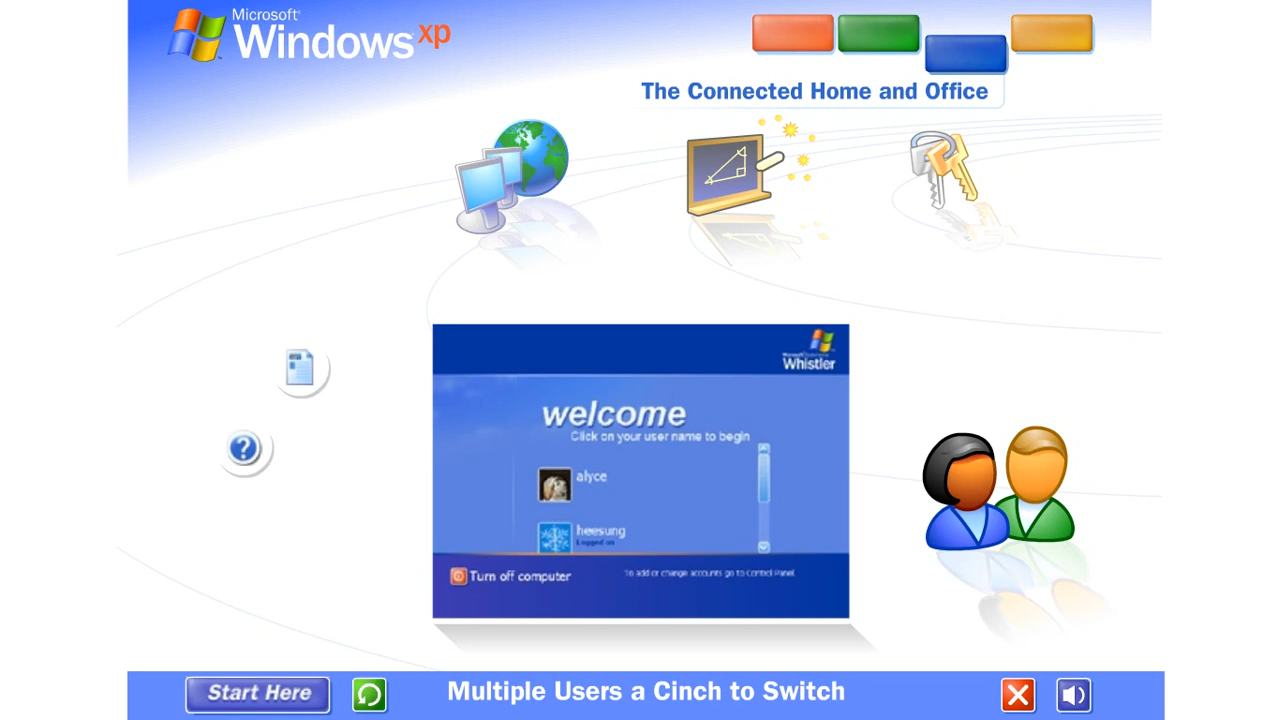 Microsoft®
Windows xp
The Connected Home and Office
Whistler
welcome
Click on your user name to begin
alyce
heesung
Logged on
Turn off computer
To add or change accounts go to Control Panel
Start Here
Multiple Users a Cinch to Switch